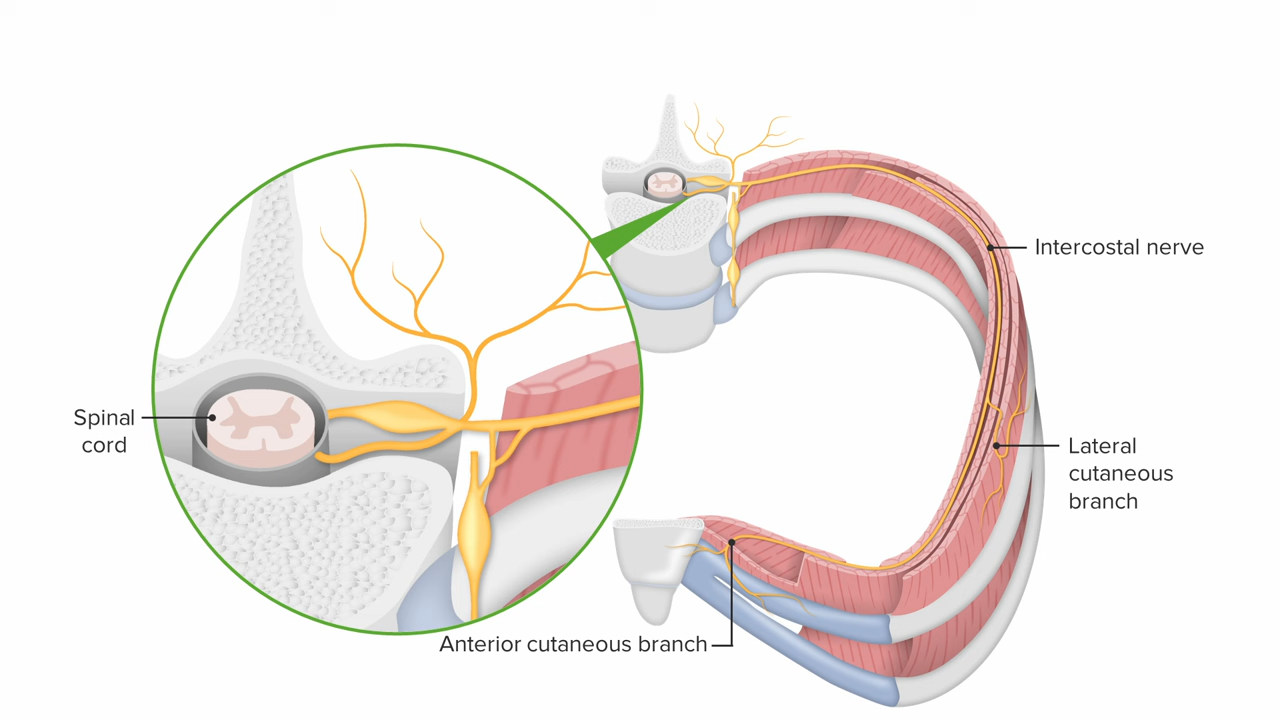 Intercostal nerve
Spinal
cord
Lateral
cutaneous
branch
Anterior cutaneous branch